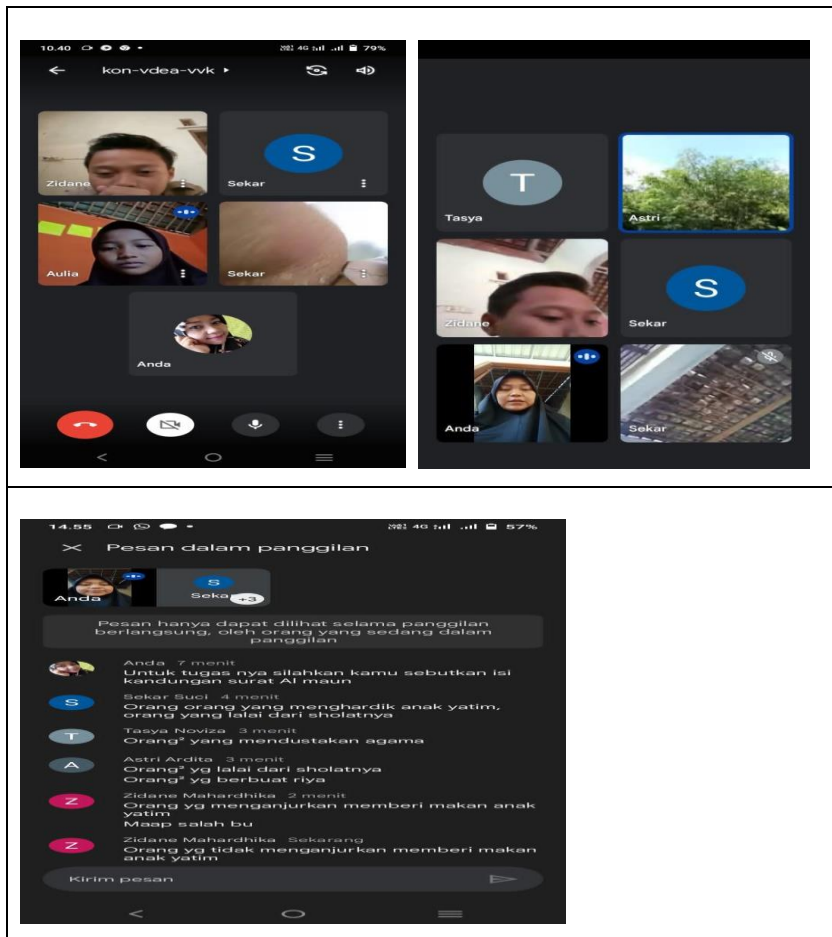 10.40
4G
79%
kon-vdea-vvk
S
Zidane
Sekar
Aulia
Sekar
Anda
T
Tasya
Astri
Zidane
S
Sekar
Anda
Sekar
14.55
4G
57%
Pesan dalam panggilan
S
Anda
Seka
+3
Pesan hanya dapat dilihat selama panggilan
berlangsung, oleh orang yang sedang dalam
panggilan
Anda 7 menit
Untuk tugas nya silahkan kamu sebutkan isi
kandungan surat Al maun
S
Sekar Suci 4 menit
Orang orang yang menghardik anak yatim,
orang yang lalai dari sholatnya
T
Tasya Noviza 3 menit
Orang² yang mendustakan agama
A
Astri Ardita 3 menit
Orang² yg lalai dari sholatnya
Orang² yg berbuat riya
Z
Zidane Mahardhika 2 menit
Orang yg menganjurkan memberi makan anak
yatim
Maap salah bu
Z
Zidane Mahardhika Sekarang
Orang yg tidak menganjurkan memberi makan
anak yatim
Kirim pesan